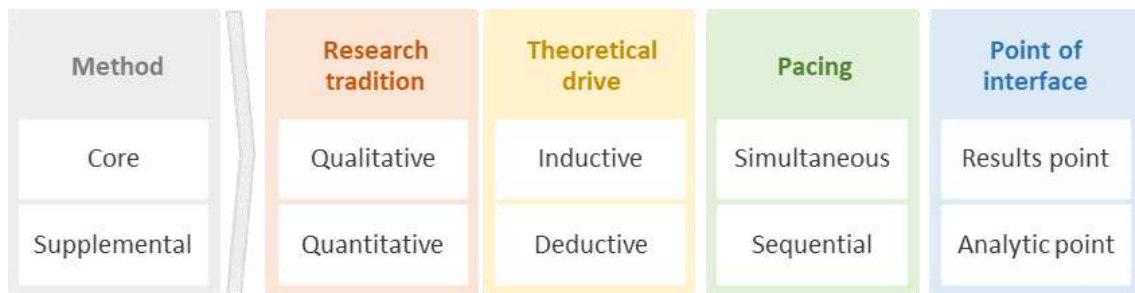 Method
Research
tradition
Theoretical
drive
Pacing
Point of
interface
Core
Qualitative
Inductive
Simultaneous
Results point
Supplemental
Quantitative
Deductive
Sequential
Analytic point